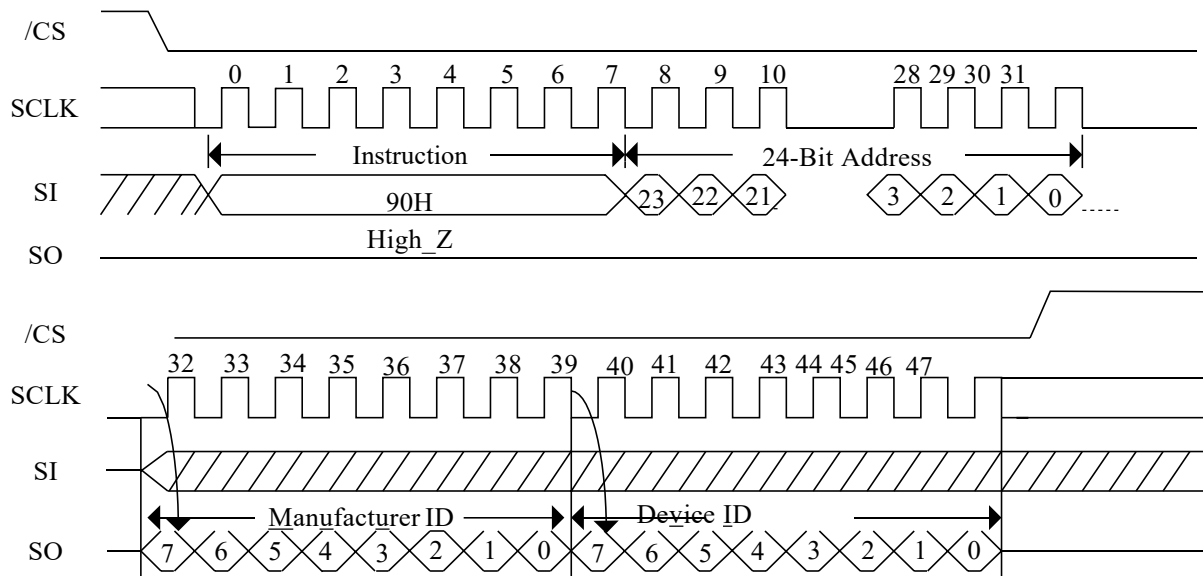 /CS
0 1 2 3 4 5 6 7 8 9 10 28 29 30 31
SCLK
Instruction 24-Bit Address
SI 90H 23 22 21 3 2 1 0
High_Z
SO
/CS
32 33 34 35 36 37 38 39 40 41 42 43 44 45 46 47
SCLK
SI
Manufacturer ID Device ID
SO 7 6 5 4 3 2 1 0 7 6 5 4 3 2 1 0